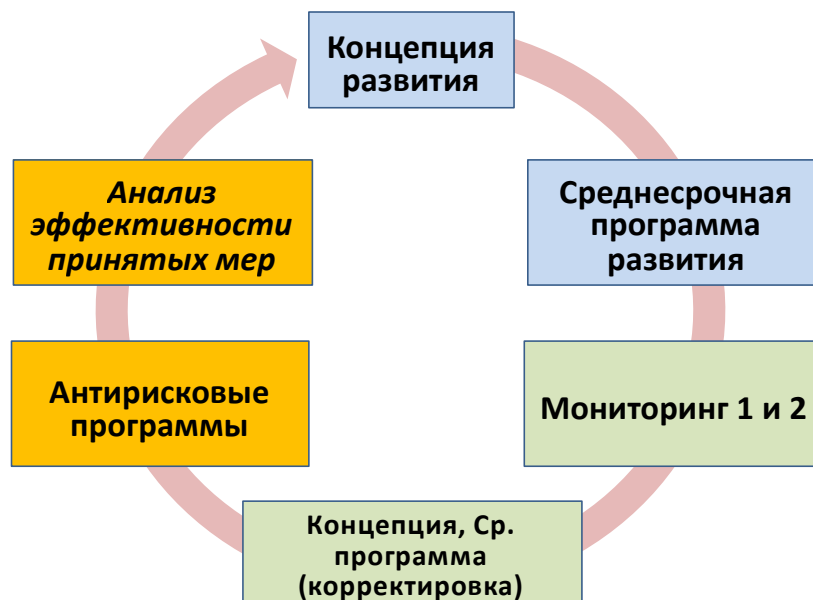 Концепция
развития
Среднесрочная
программа
развития
Мониторинг 1 и 2
Концепция, Ср.
программа
(корректировка)
Антирисковые
программы
Анализ
эффективности
принятых мер